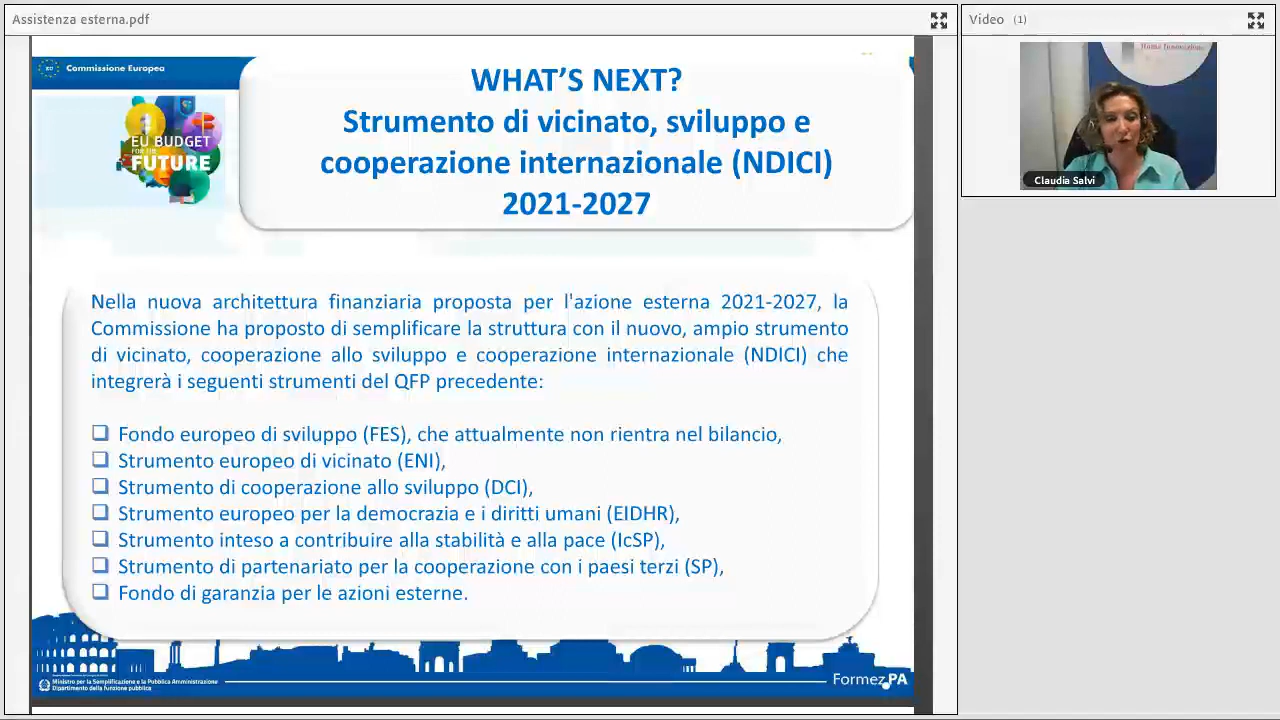 Assistenza esterna.pdf
Video (1)
Commissione Europea
EU BUDGET
FOR THE
FUTURE
WHAT'S NEXT?
Strumento di vicinato, sviluppo e
cooperazione internazionale (NDICI)
2021-2027
Claudia Salvi
Nella nuova architettura finanziaria proposta per l'azione esterna 2021-2027, la
Commissione ha proposto di semplificare la struttura con il nuovo, ampio strumento
di vicinato, cooperazione allo sviluppo e cooperazione internazionale (NDICI) che
integrerà i seguenti strumenti del QFP precedente:
Fondo europeo di sviluppo (FES), che attualmente non rientra nel bilancio,
Strumento europeo di vicinato (ENI),
Strumento di cooperazione allo sviluppo (DCI),
Strumento europeo per la democrazia e i diritti umani (EIDHR),
Strumento inteso a contribuire alla stabilità e alla pace (IcSP),
Strumento di partenariato per la cooperazione con i paesi terzi (SP),
Fondo di garanzia per le azioni esterne.
Ministro per la Semplificazione e la Pubblica Amministrazione
Dipartimento della funzione pubblica
Formez PA